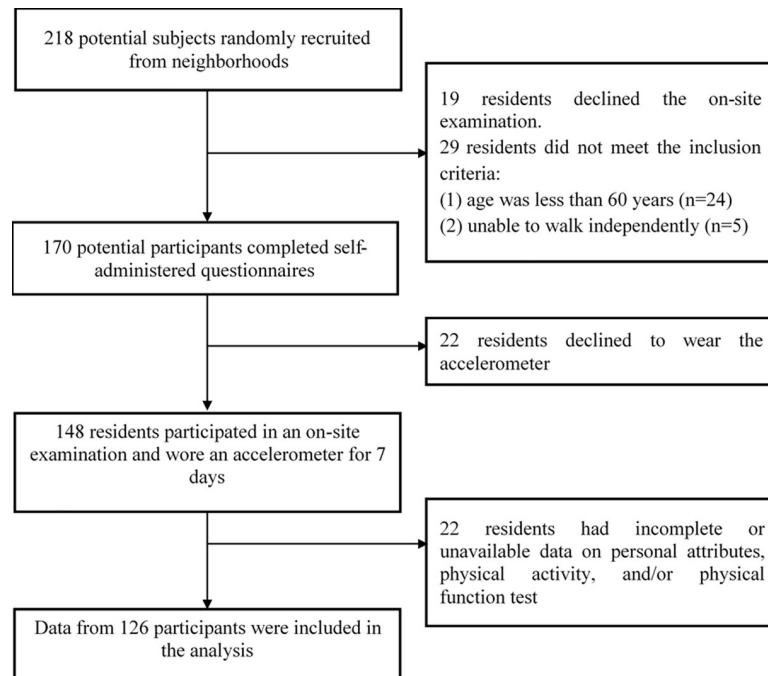 218 potential subjects randomly recruited
from neighborhoods
19 residents declined the on-site
examination.
29 residents did not meet the inclusion
criteria:
(1) age was less than 60 years (n=24)
(2) unable to walk independently (n=5)
170 potential participants completed self-
administered questionnaires
22 residents declined to wear the
accelerometer
148 residents participated in an on-site
examination and wore an accelerometer for 7
days
22 residents had incomplete or
unavailable data on personal attributes,
physical activity, and/or physical
function test
Data from 126 participants were included in
the analysis